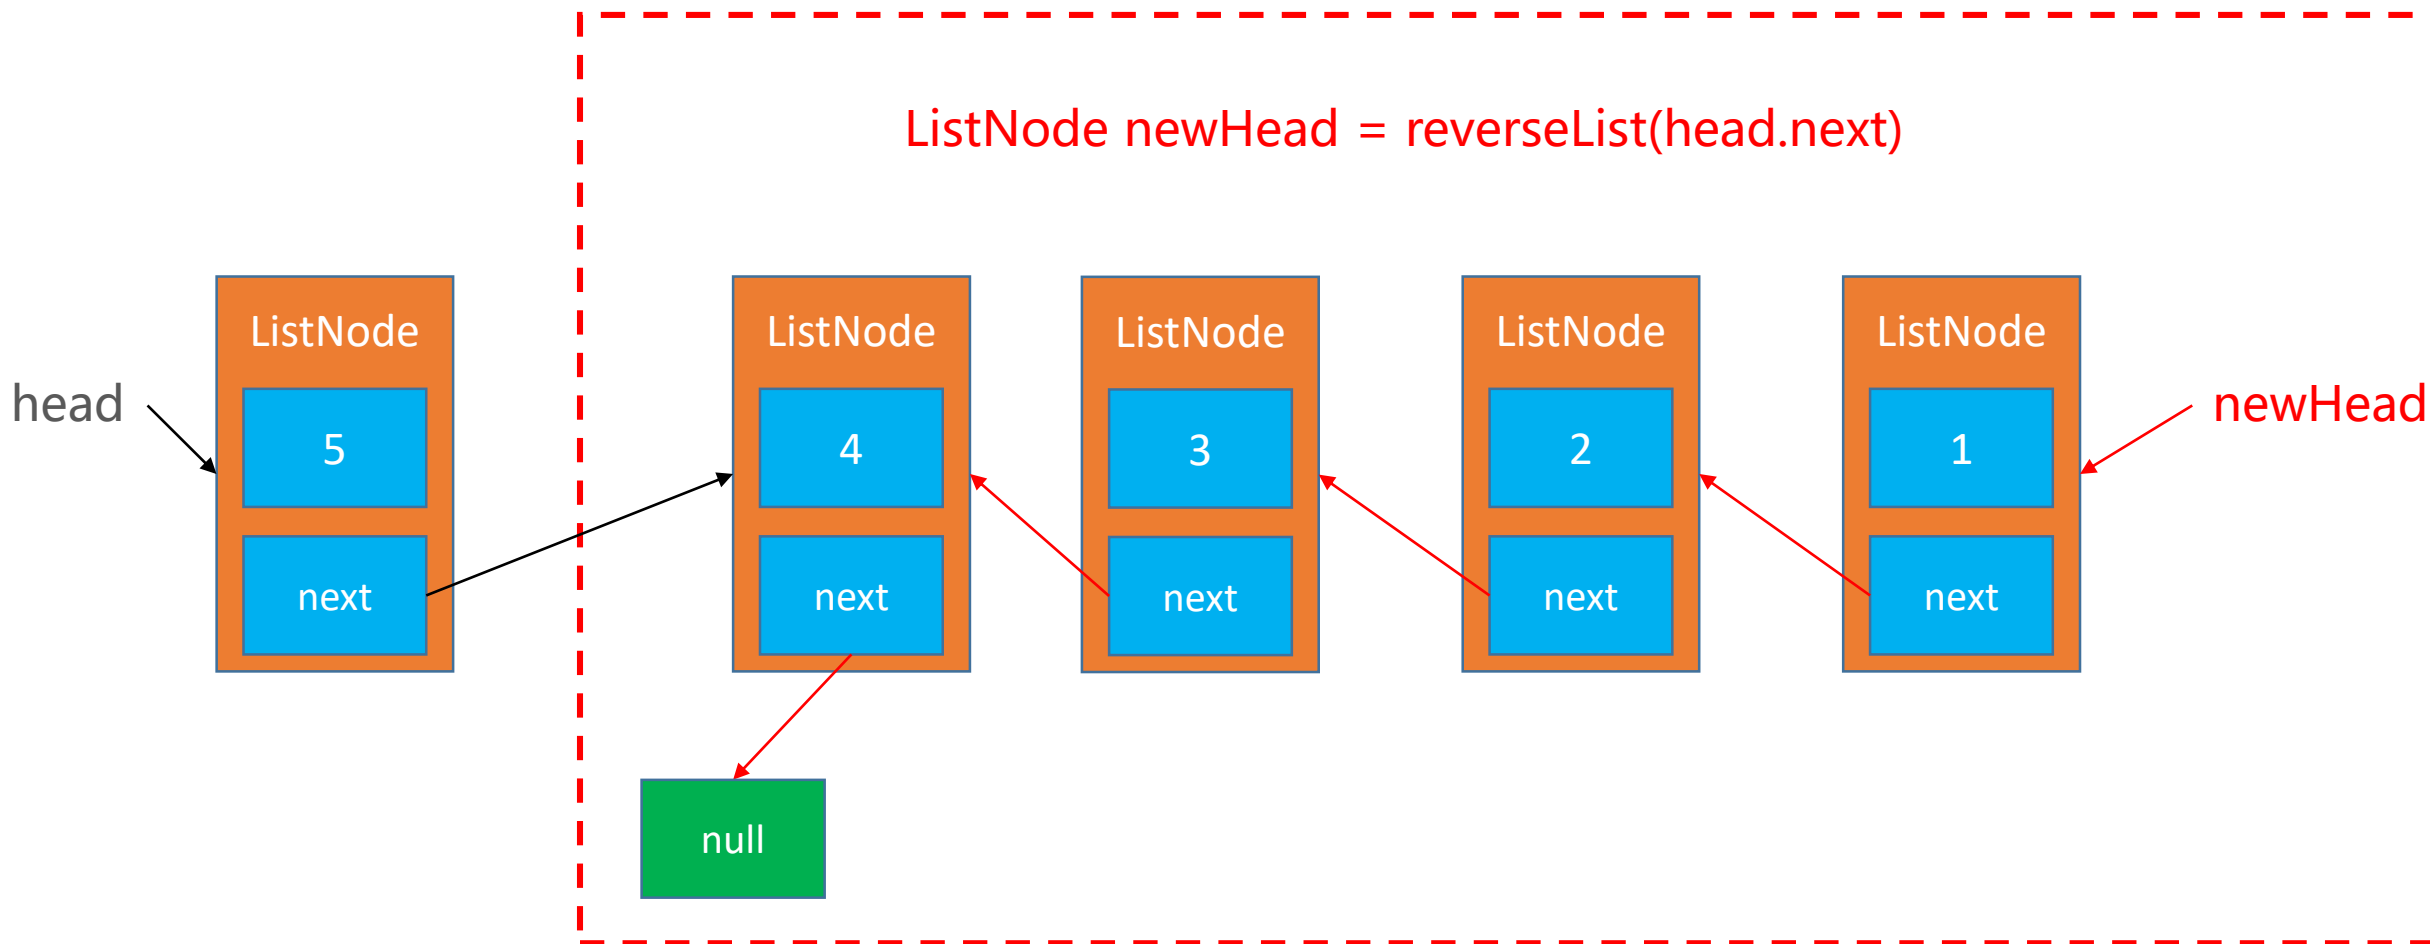 ListNode newHead = reverseList(head.next)
ListNode
ListNode
ListNode
ListNode
ListNode
head
newHead
5
4
3
2
1
next
next
next
next
next
null